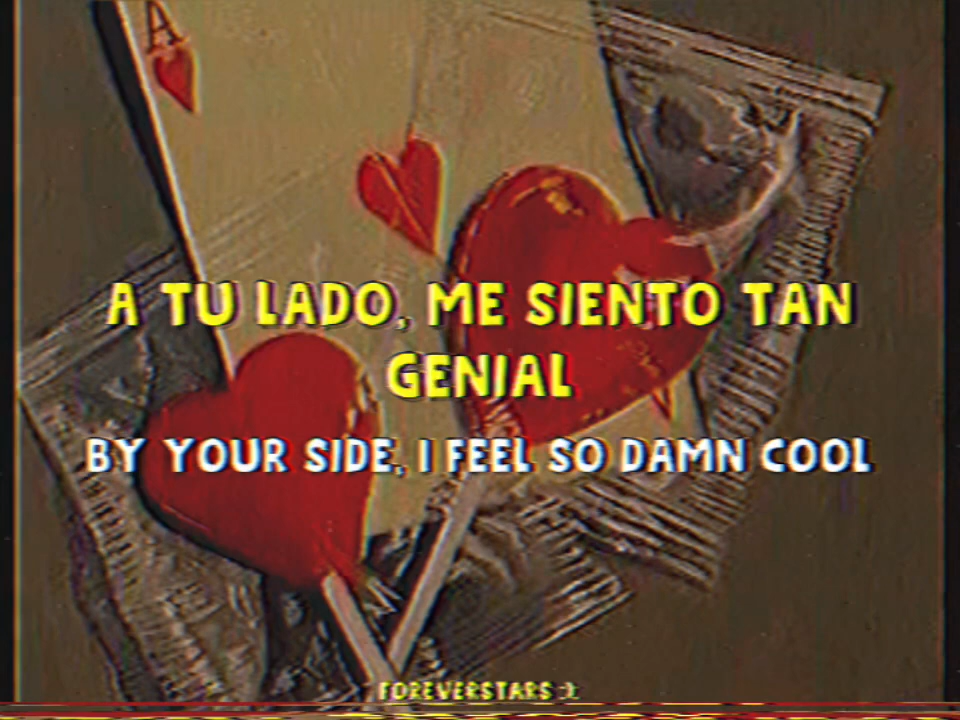 A
A TU LADO, ME SIENTO TAN
GENIAL
BY YOUR SIDE, I FEEL SO DAMN COOL
FOREVERSTARS :)